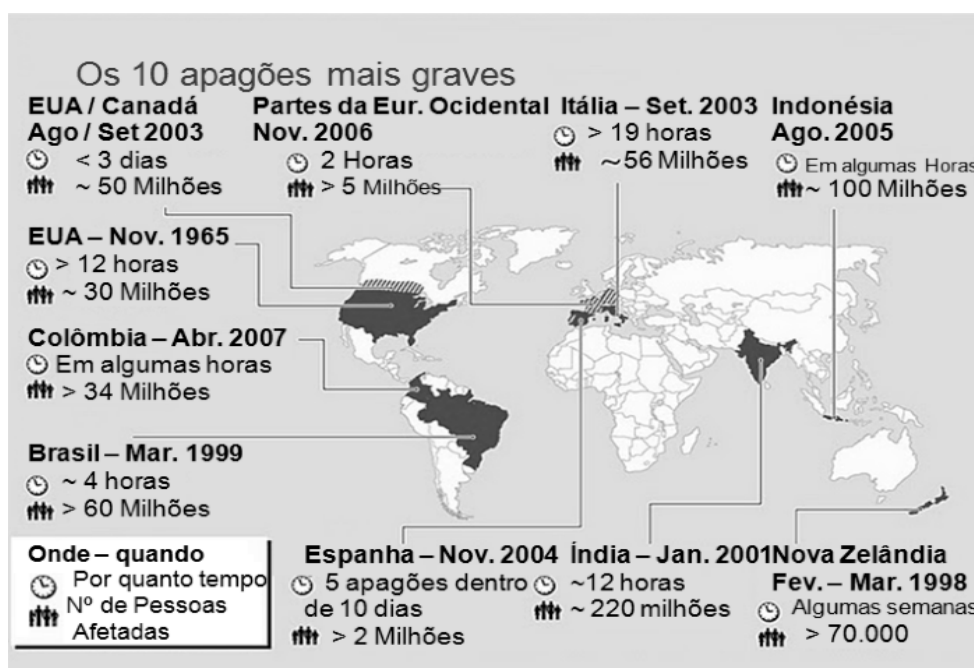 Os 10 apagões mais graves
EUA / Canadá
Ago / Set 2003
< 3 dias
~ 50 Milhões
Partes da Eur. Ocidental
Nov. 2006
2 Horas
> 5 Milhões
Itália – Set. 2003
> 19 horas
~56 Milhões
Indonésia
Ago. 2005
Em algumas Horas
~ 100 Milhões
EUA – Nov. 1965
> 12 horas
~ 30 Milhões
Colômbia – Abr. 2007
Em algumas horas
> 34 Milhões
Brasil – Mar. 1999
~ 4 horas
> 60 Milhões
Onde – quando
Por quanto tempo
Nº de Pessoas
Afetadas
Espanha – Nov. 2004
5 apagões dentro
de 10 dias
> 2 Milhões
Índia – Jan. 2001
~12 horas
~ 220 milhões
Nova Zelândia
Fev. – Mar. 1998
Algumas semanas
> 70.000